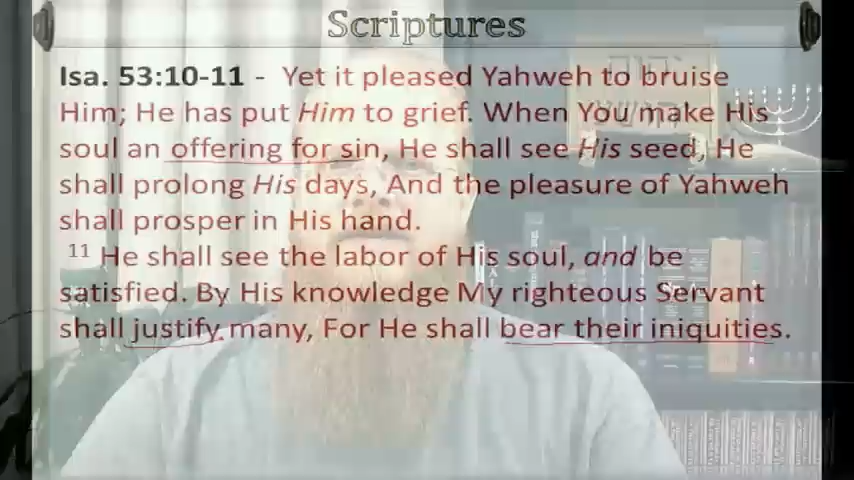 Scriptures
Isa. 53:10-11 - Yet it pleased Yahweh to bruise
Him; He has put Him to grief. When You make His
soul an offering for sin, He shall see His seed, He
shall prolong His days, And the pleasure of Yahweh
shall prosper in His hand.
11 He shall see the labor of His soul, and be
satisfied. By His knowledge My righteous Servant
shall justify many, For He shall bear their iniquities.